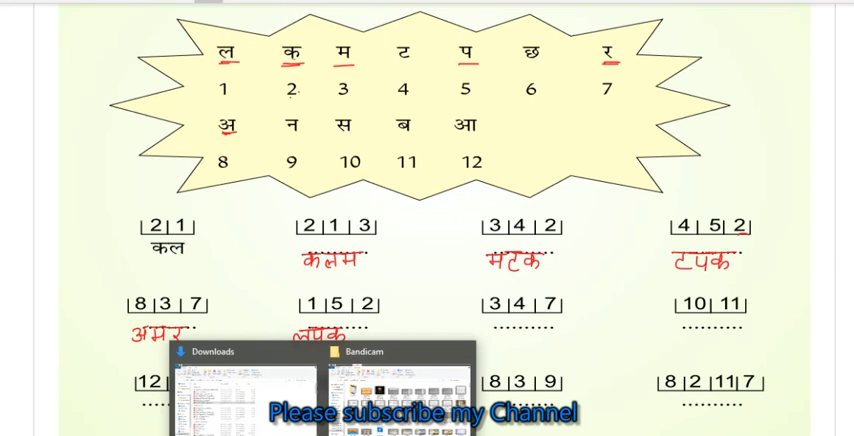 ल क म ट प छ र
1 2 3 4 5 6 7
अ न स ब आ
8 9 10 11 12
2 1 2 1 3 3 4 2 4 5 2
कल कलम मटक टपक
8 3 7 1 5 2 3 4 7 10 11
अमर लपक
Downloads Bandicam
12 8 3 9 8 2 11 7
Please subscribe my Channel